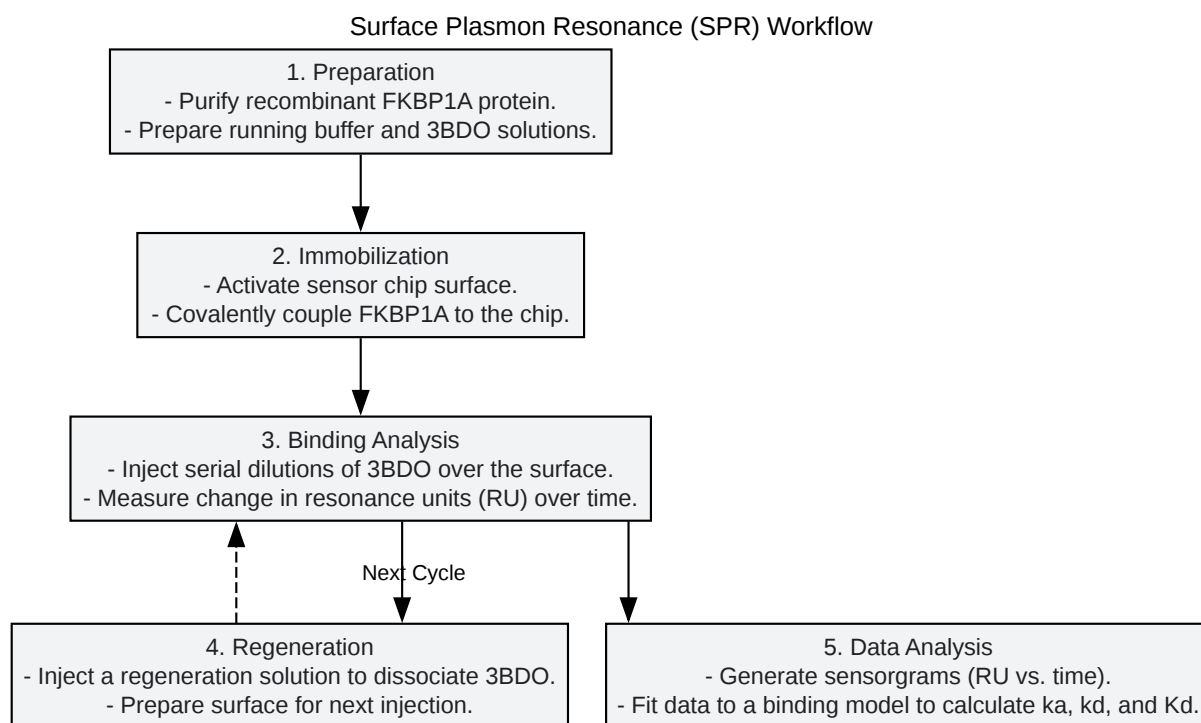 Surface Plasmon Resonance (SPR) Workflow
1. Preparation
- Purify recombinant FKBP1A protein.
- Prepare running buffer and 3BDO solutions.
2. Immobilization
- Activate sensor chip surface.
- Covalently couple FKBP1A to the chip.
3. Binding Analysis
- Inject serial dilutions of 3BDO over the surface.
- Measure change in resonance units (RU) over time.
Next Cycle
4. Regeneration
- Inject a regeneration solution to dissociate 3BDO.
- Prepare surface for next injection.
5. Data Analysis
- Generate sensorgrams (RU vs. time).
- Fit data to a binding model to calculate ka, kd, and Kd.